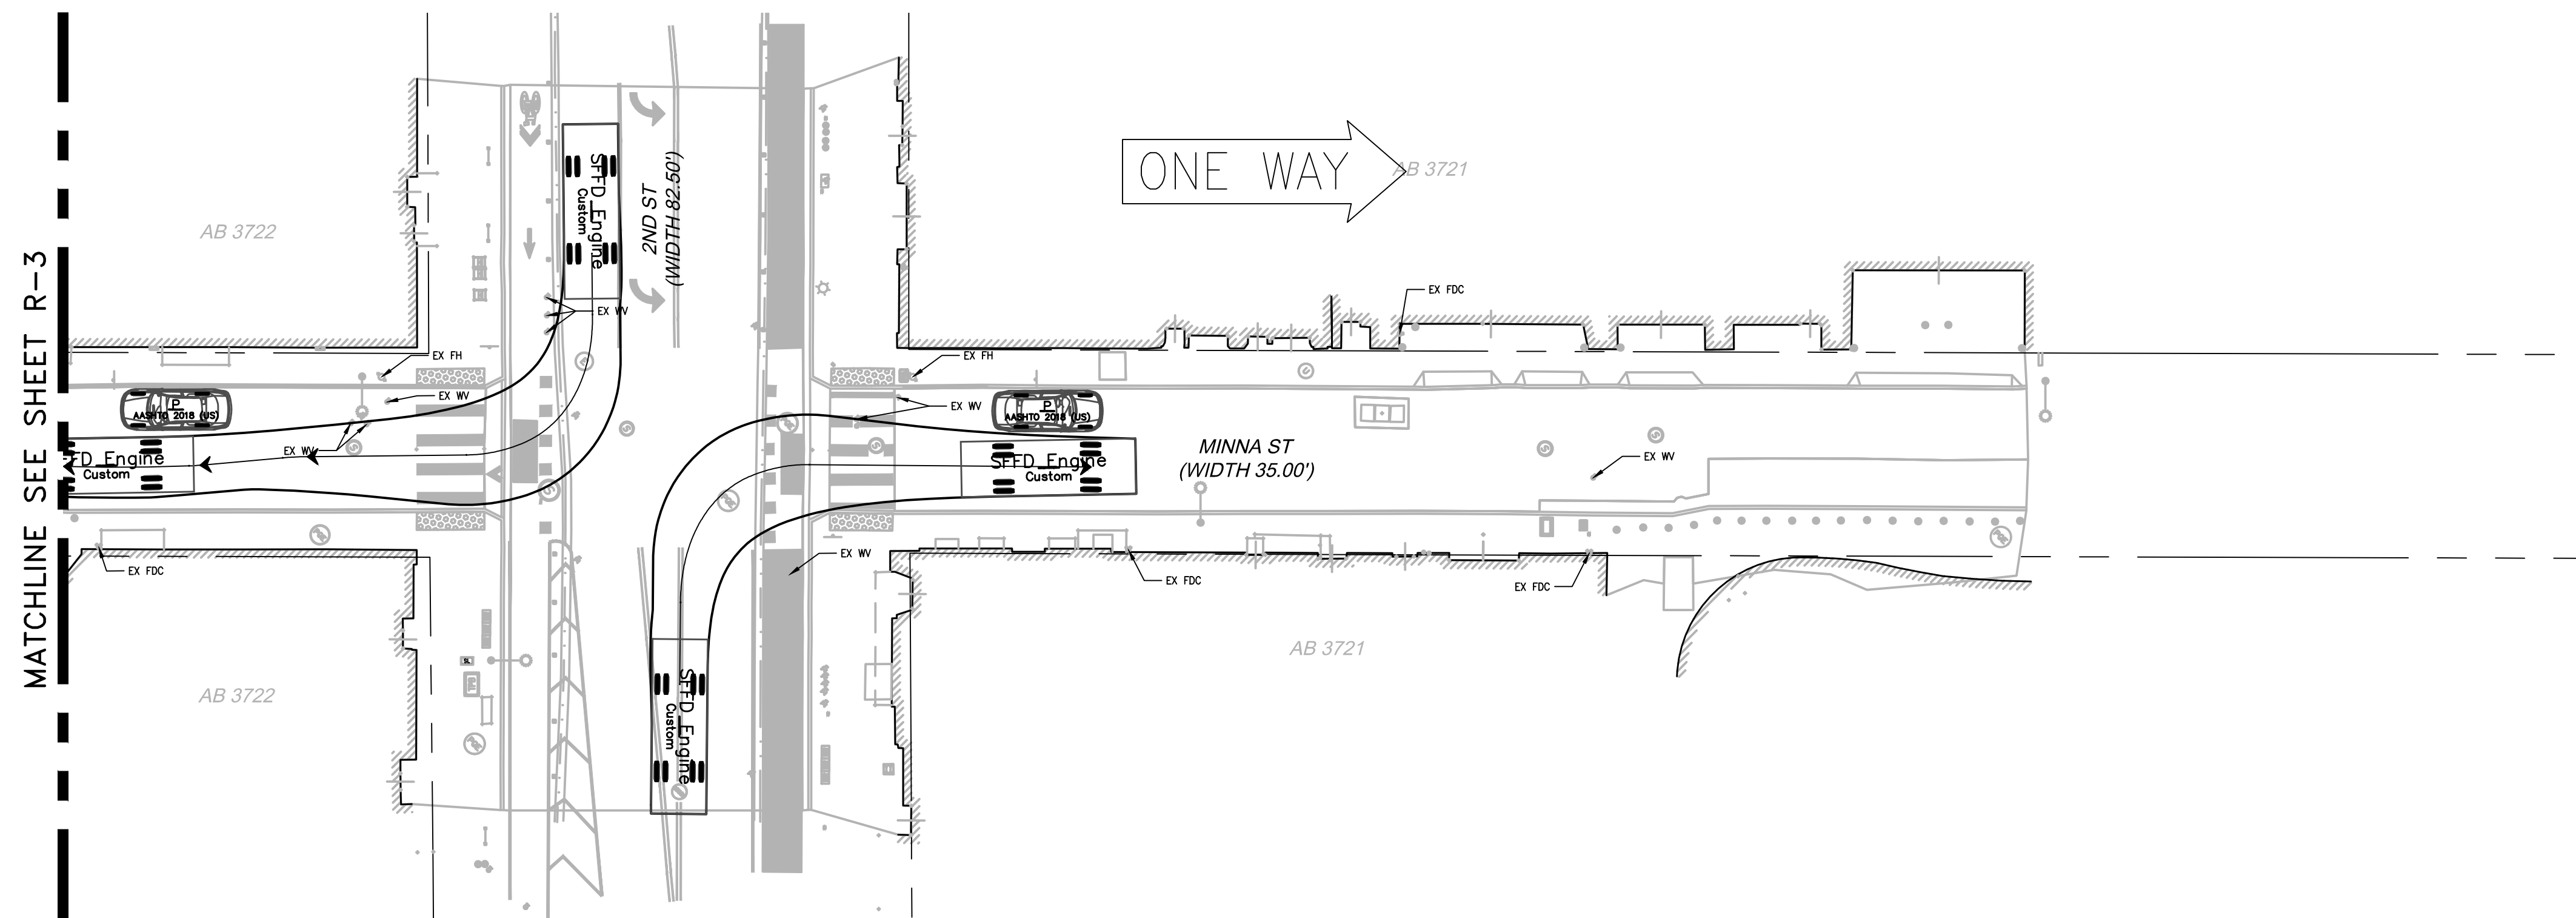 MATCHLINE SEE SHEET R-3
AB 3722
SFFD_Engine
Custom
2ND ST
(WIDTH 82.50')
ONE WAY
AB 3721
EX WV
EX FDC
EX FH
EX FH
P
AASHTO 2018 (US)
EX WV
EX WV
P
AASHTO 2018 (US)
EX WV
FD_Engine
Custom
SFFD_Engine
Custom
MINNA ST
(WIDTH 35.00')
EX WV
EX FDC
EX WV
EX FDC
EX FDC
AB 3722
SFFD_Engine
Custom
AB 3721